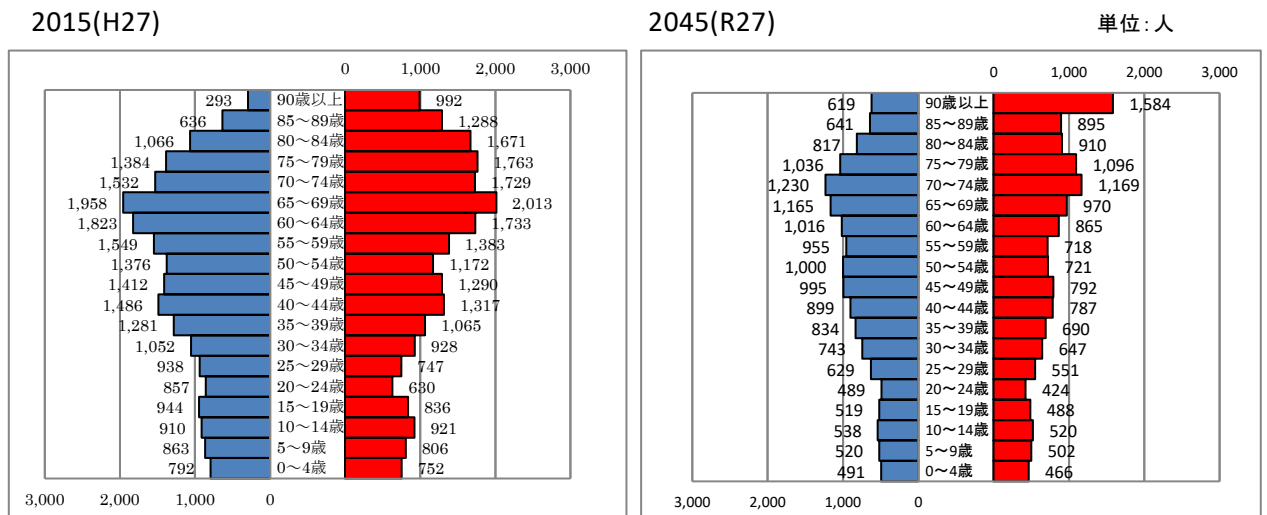 2015(H27)
0 1,000 2,000 3,000
293 90歳以上 992
636 85～89歳 1,288
1,066 80～84歳 1,671
1,384 75～79歳 1,763
1,532 70～74歳 1,729
1,958 65～69歳 2,013
1,823 60～64歳 1,733
1,549 55～59歳 1,383
1,376 50～54歳 1,172
1,412 45～49歳 1,290
1,486 40～44歳 1,317
1,281 35～39歳 1,065
1,052 30～34歳 928
938 25～29歳 747
857 20～24歳 630
944 15～19歳 836
910 10～14歳 921
863 5～9歳 806
792 0～4歳 752
3,000 2,000 1,000 0
2045(R27) 単位:人
0 1,000 2,000 3,000
619 90歳以上 1,584
641 85～89歳 895
817 80～84歳 910
1,036 75～79歳 1,096
1,230 70～74歳 1,169
1,165 65～69歳 970
1,016 60～64歳 865
955 55～59歳 718
1,000 50～54歳 721
995 45～49歳 792
899 40～44歳 787
834 35～39歳 690
743 30～34歳 647
629 25～29歳 551
489 20～24歳 424
519 15～19歳 488
538 10～14歳 520
520 5～9歳 502
491 0～4歳 466
3,000 2,000 1,000 0